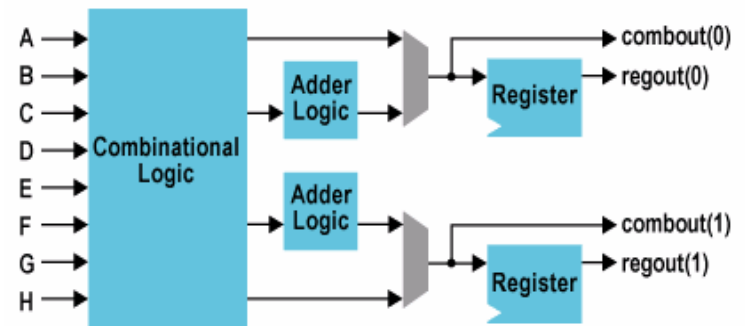 A
B
C
D
E
F
G
H
Combinational
Logic
Adder
Logic
Adder
Logic
Register
Register
combout(0)
regout(0)
combout(1)
regout(1)